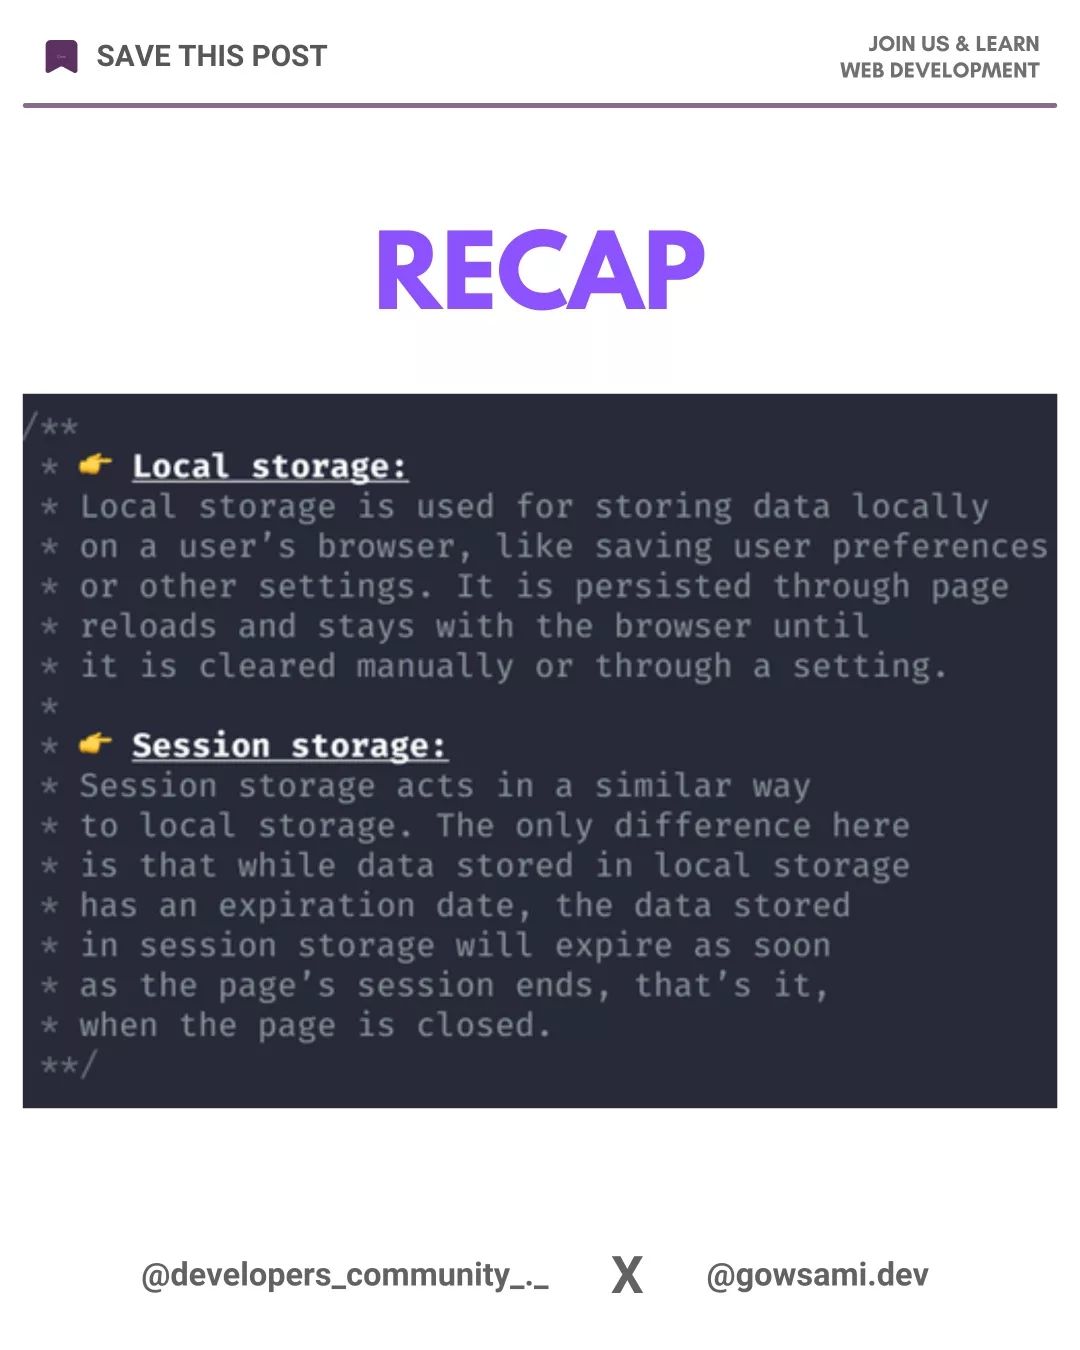 SAVE THIS POST
JOIN US & LEARN
WEB DEVELOPMENT
RECAP
/**
* 👉 Local storage:
* Local storage is used for storing data locally
* on a user’s browser, like saving user preferences
* or other settings. It is persisted through page
* reloads and stays with the browser until
* it is cleared manually or through a setting.
*
* 👉 Session storage:
* Session storage acts in a similar way
* to local storage. The only difference here
* is that while data stored in local storage
* has an expiration date, the data stored
* in session storage will expire as soon
* as the page’s session ends, that’s it,
* when the page is closed.
**/
@developers_community_._ X @gowsami.dev